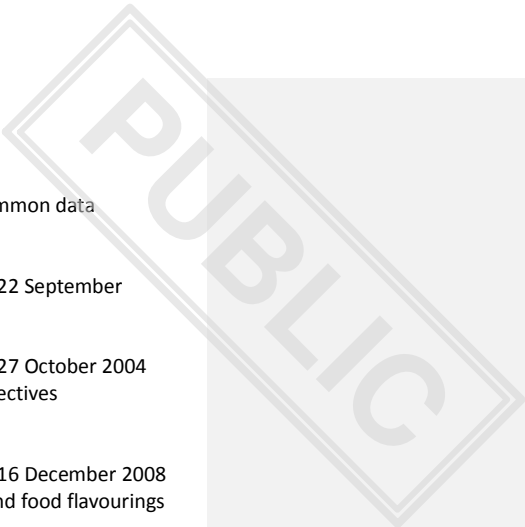 mmon data
22 September
27 October 2004
ectives
16 December 2008
nd food flavourings
PUBLIC